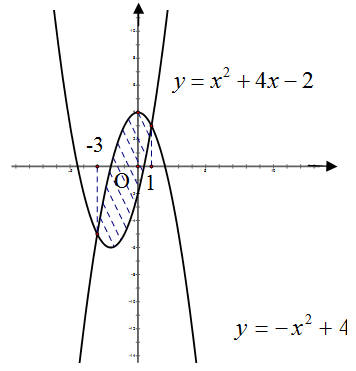 y = x² + 4x − 2
-3
O 1
y = −x² + 4